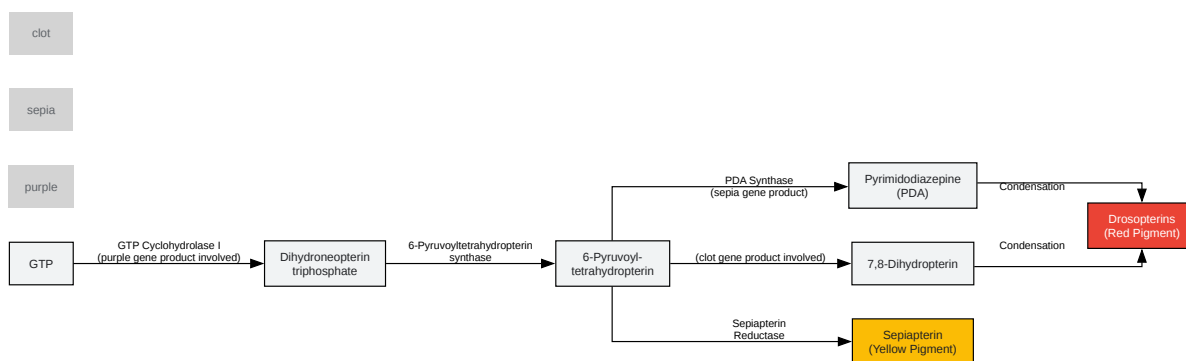 clot
sepia
purple
GTP
GTP Cyclohydrolase I
(purple gene product involved)
Dihydroneopterin
triphosphate
6-Pyruvoyltetrahydropterin
synthase
6-Pyruvoyl-
tetrahydropterin
PDA Synthase
(sepia gene product)
Pyrimidodiazepine
(PDA)
Condensation
(clot gene product involved)
7,8-Dihydropterin
Condensation
Drosopterins
(Red Pigment)
Sepiapterin
Reductase
Sepiapterin
(Yellow Pigment)